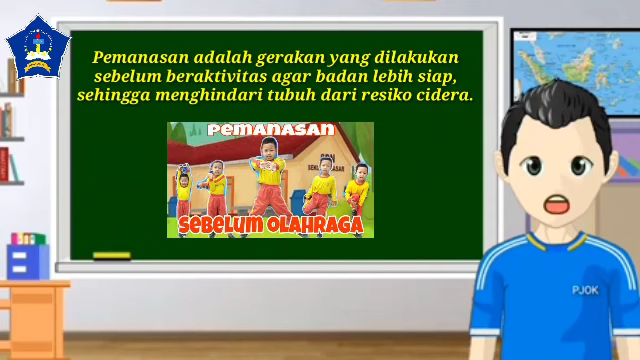 Pemanasan adalah gerakan yang dilakukan
sebelum beraktivitas agar badan lebih siap,
sehingga menghindari tubuh dari resiko cidera.
PEMANASAN
SEBELUM OLAHRAGA
PJOK